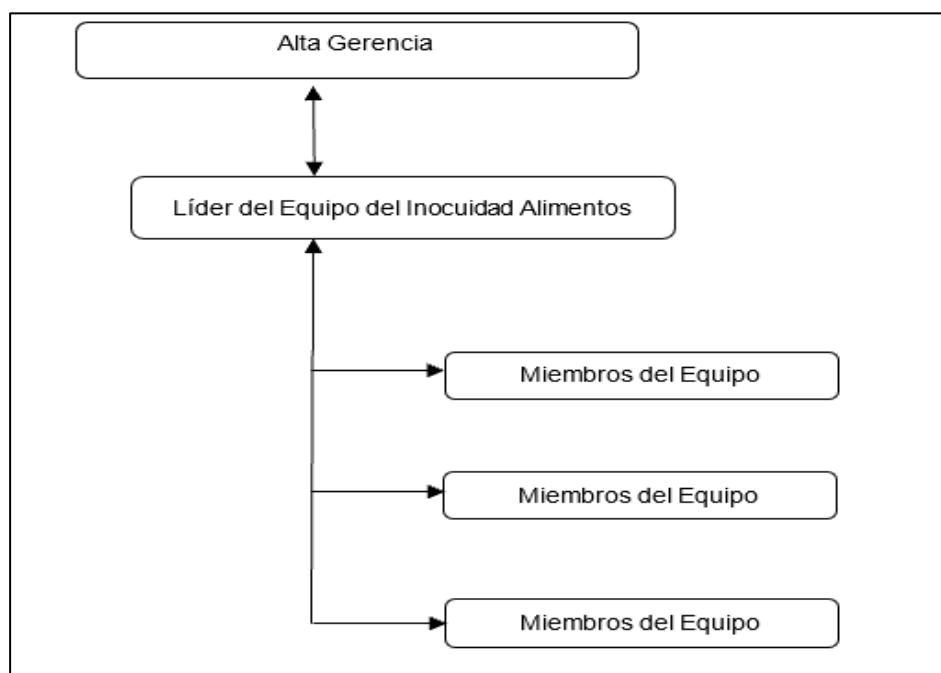 Alta Gerencia
Líder del Equipo del Inocuidad Alimentos
Miembros del Equipo
Miembros del Equipo
Miembros del Equipo